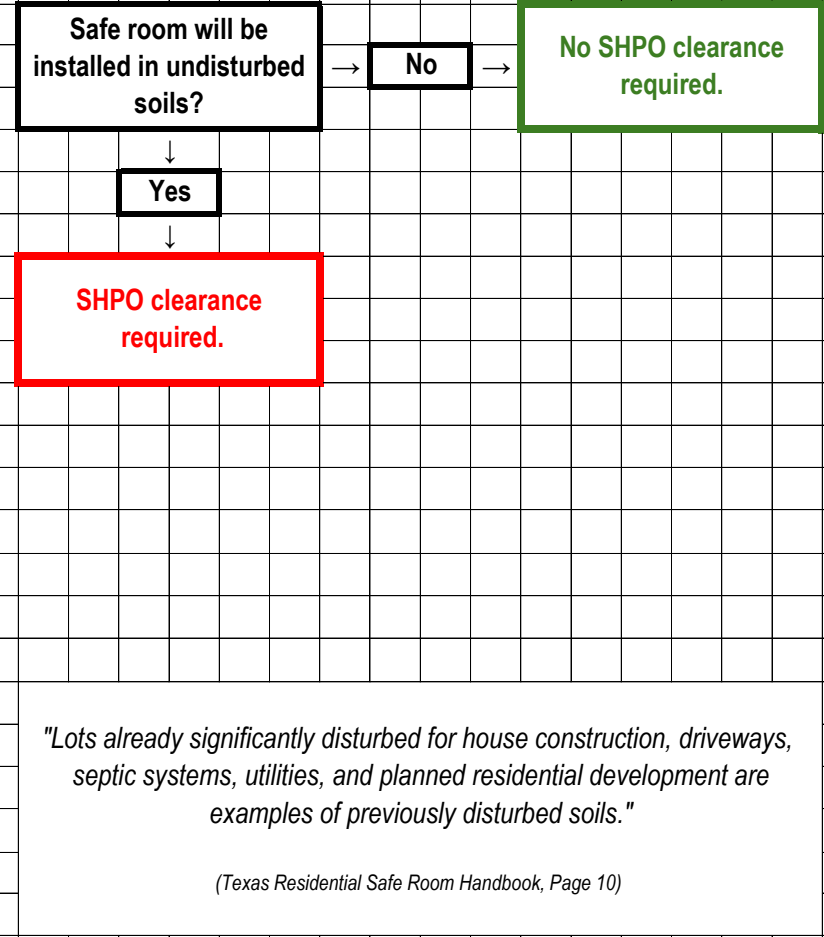 Safe room will be
installed in undisturbed
soils?
→
No
→
No SHPO clearance
required.
↓
Yes
↓
SHPO clearance
required.
"Lots already significantly disturbed for house construction, driveways,
septic systems, utilities, and planned residential development are
examples of previously disturbed soils."
(Texas Residential Safe Room Handbook, Page 10)